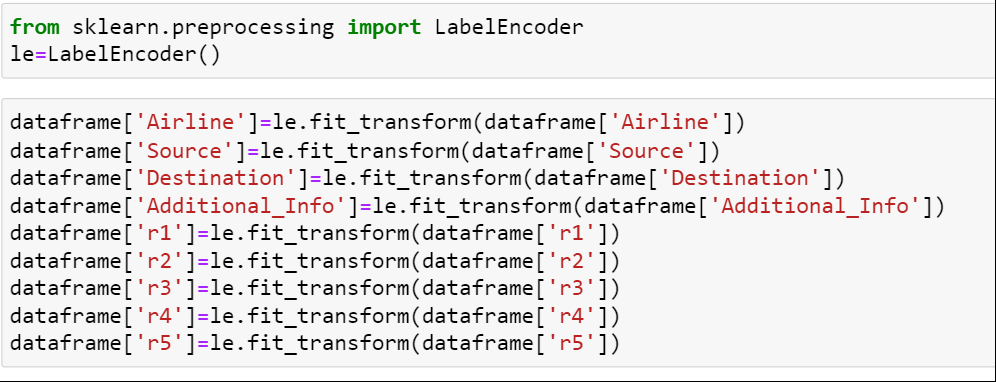 from sklearn.preprocessing import LabelEncoder
le=LabelEncoder()
dataframe['Airline']=le.fit_transform(dataframe['Airline'])
dataframe['Source']=le.fit_transform(dataframe['Source'])
dataframe['Destination']=le.fit_transform(dataframe['Destination'])
dataframe['Additional_Info']=le.fit_transform(dataframe['Additional_Info'])
dataframe['r1']=le.fit_transform(dataframe['r1'])
dataframe['r2']=le.fit_transform(dataframe['r2'])
dataframe['r3']=le.fit_transform(dataframe['r3'])
dataframe['r4']=le.fit_transform(dataframe['r4'])
dataframe['r5']=le.fit_transform(dataframe['r5'])